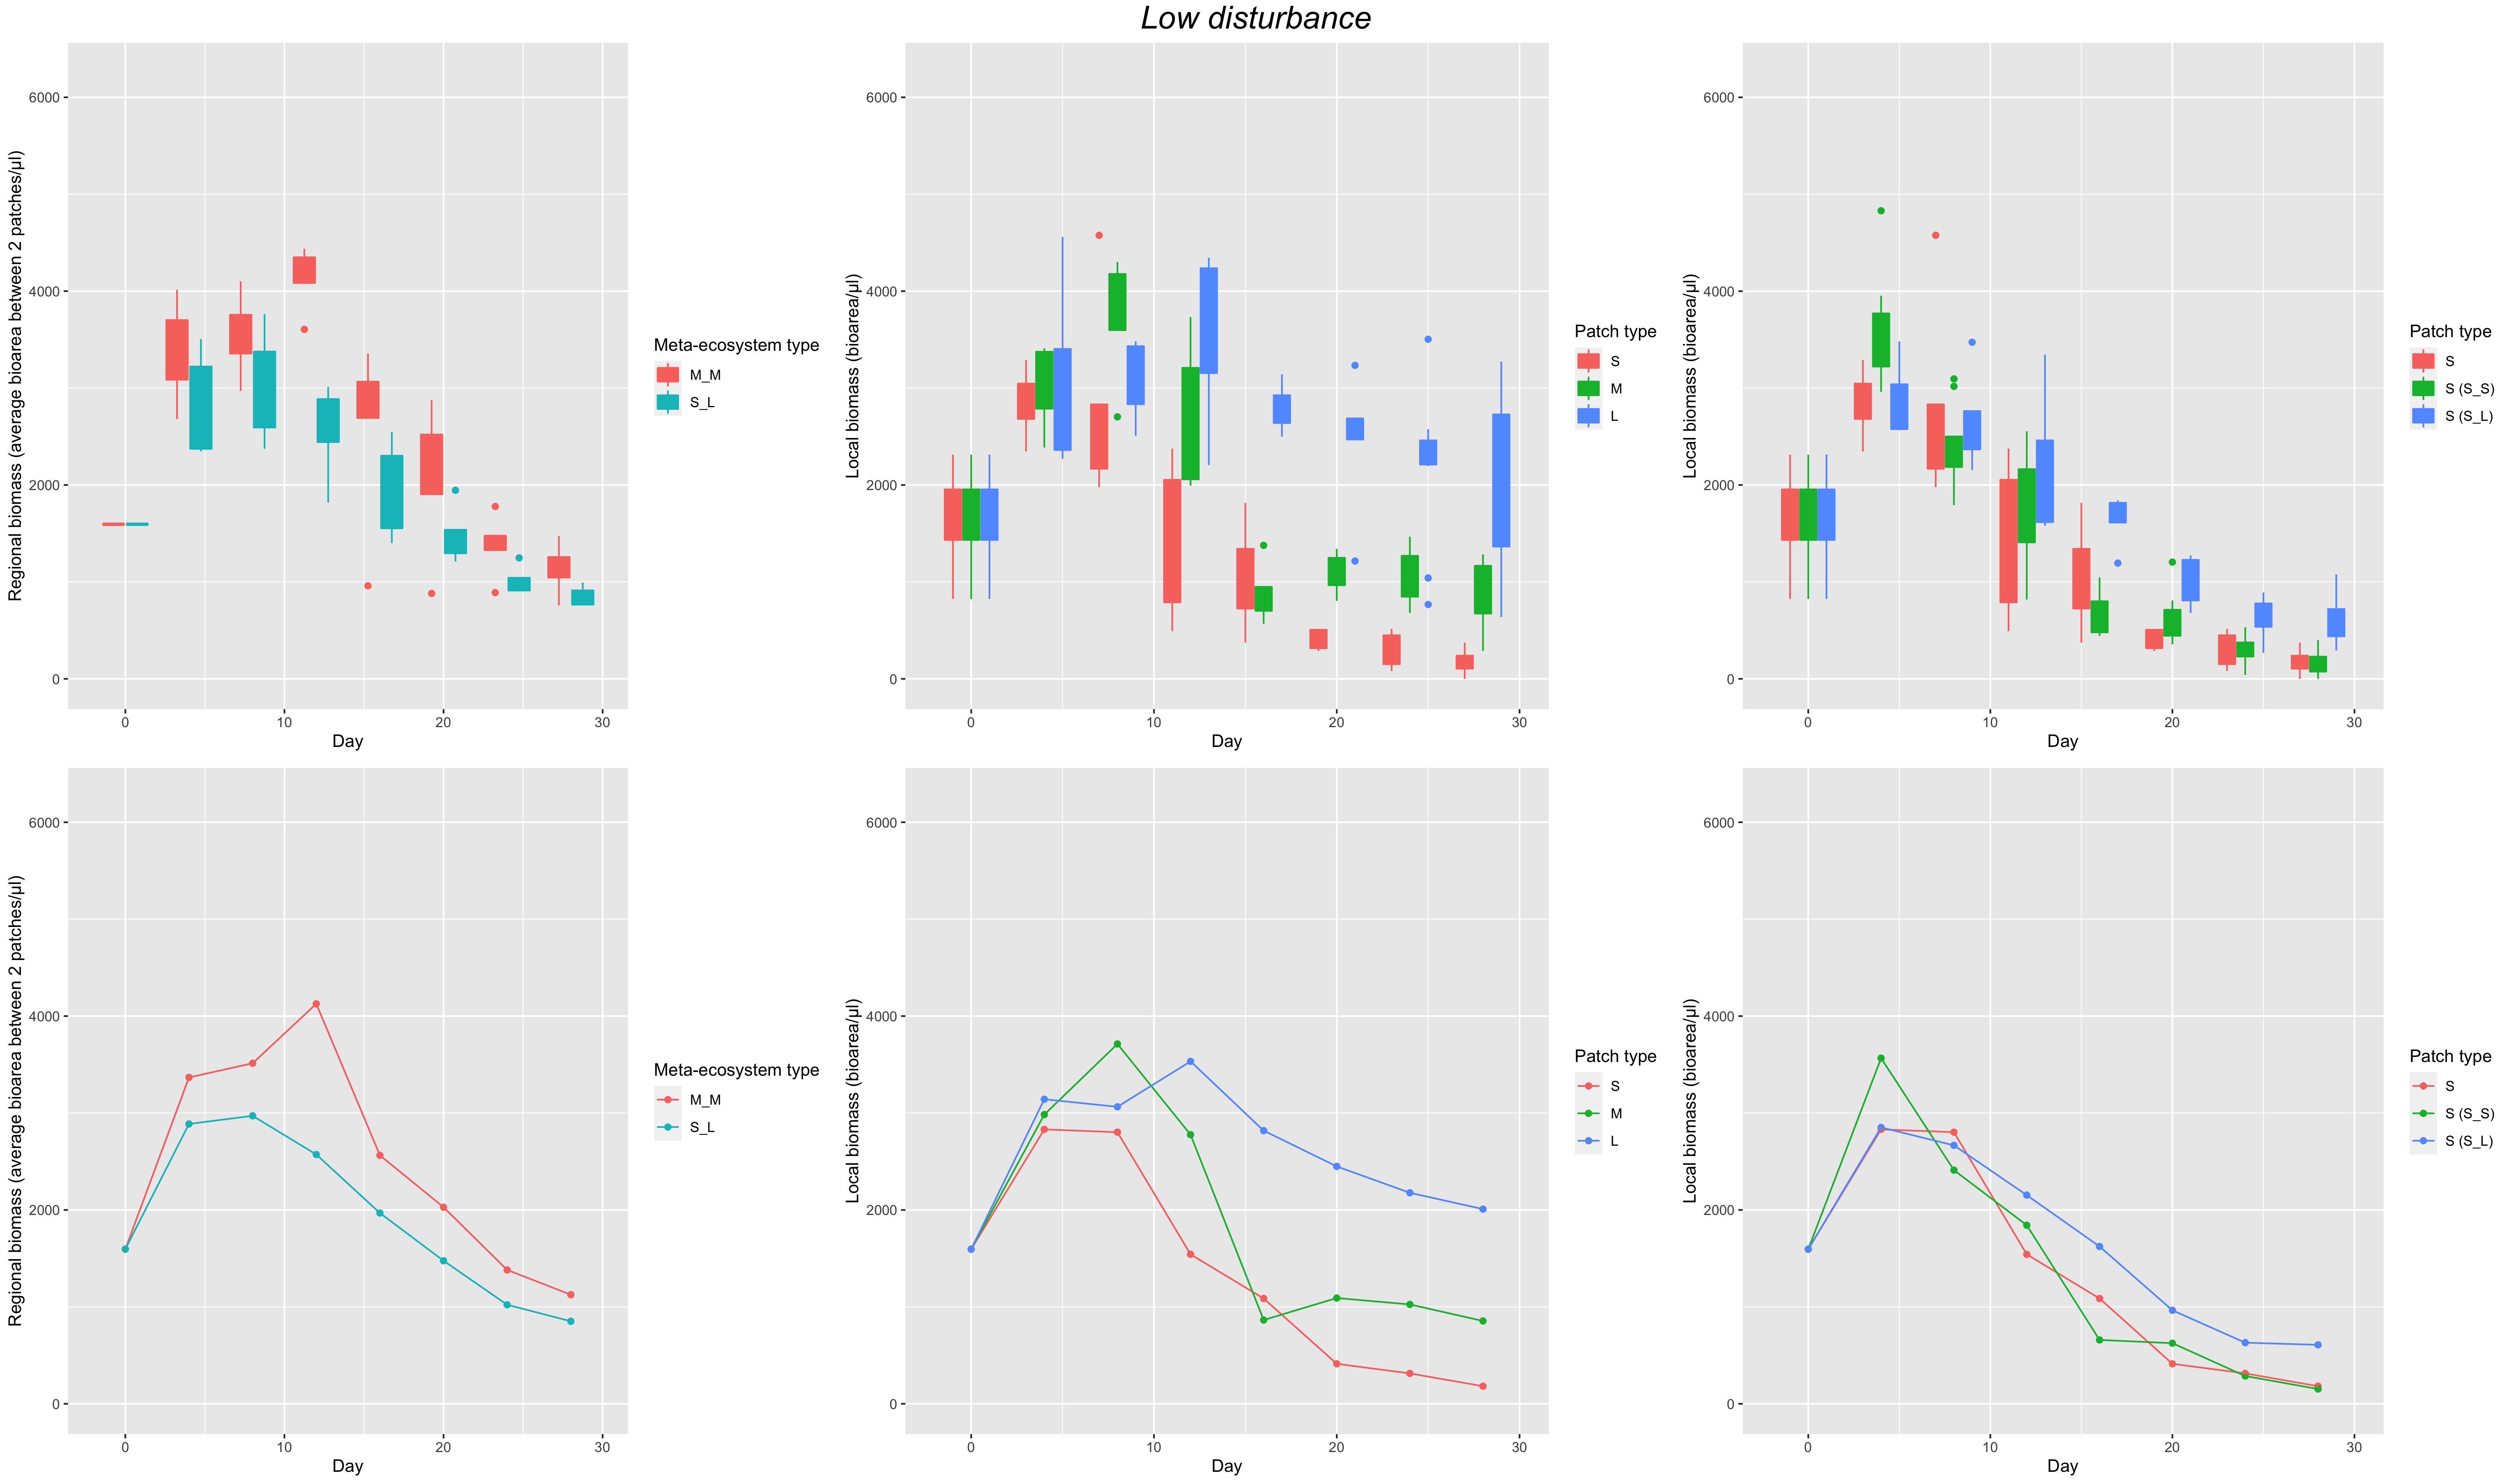 Low disturbance
Regional biomass (average bioarea between 2 patches/µl)
6000
4000
2000
0
0 10 20 30
Day
Meta-ecosystem type
M_M
S_L
Local biomass (bioarea/µl)
6000
4000
2000
0
0 10 20 30
Day
Patch type
S
M
L
Local biomass (bioarea/µl)
6000
4000
2000
0
0 10 20 30
Day
Patch type
S
S (S_S)
S (S_L)
Regional biomass (average bioarea between 2 patches/µl)
6000
4000
2000
0
0 10 20 30
Day
Meta-ecosystem type
M_M
S_L
Local biomass (bioarea/µl)
6000
4000
2000
0
0 10 20 30
Day
Patch type
S
M
L
Local biomass (bioarea/µl)
6000
4000
2000
0
0 10 20 30
Day
Patch type
S
S (S_S)
S (S_L)